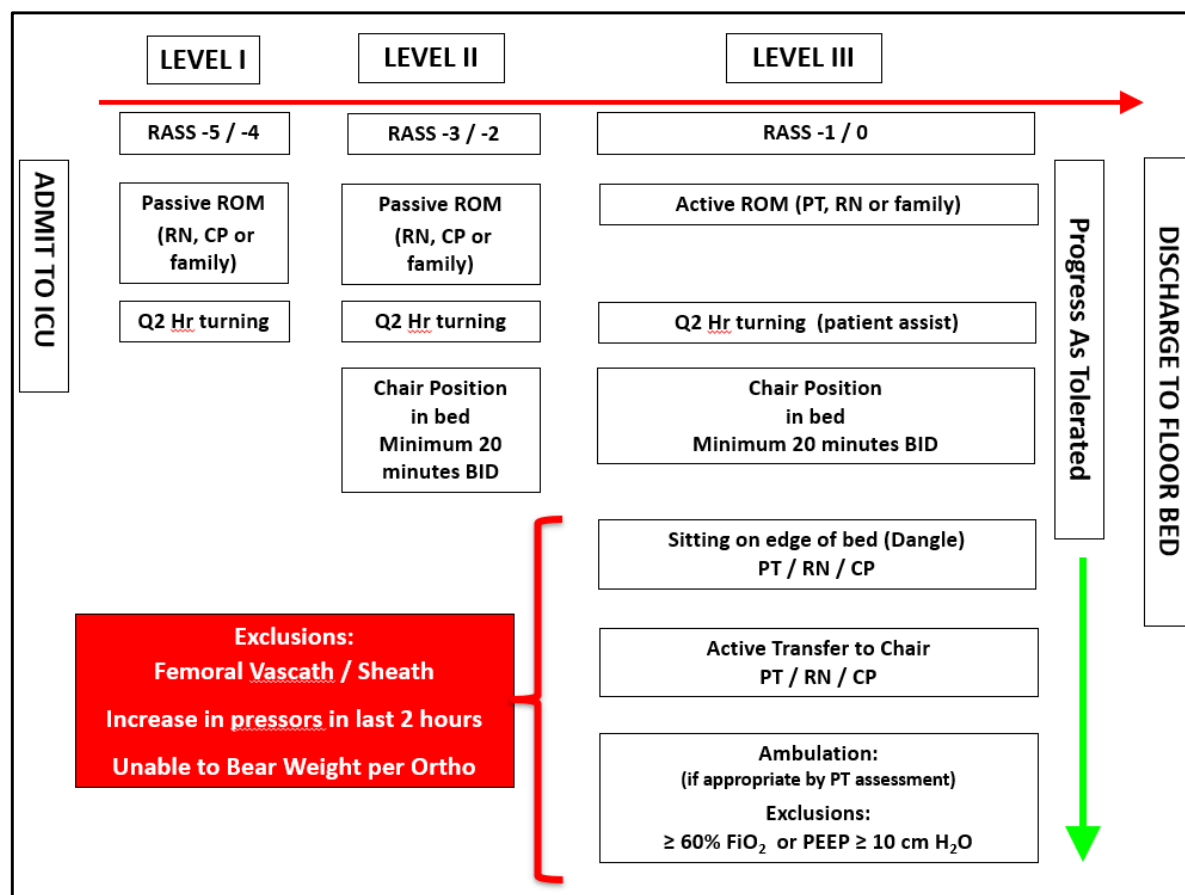 LEVEL I
LEVEL II
LEVEL III
ADMIT TO ICU
RASS -5 / -4
RASS -3 / -2
RASS -1 / 0
Passive ROM
(RN, CP or
family)
Passive ROM
(RN, CP or
family)
Active ROM (PT, RN or family)
Q2 Hr turning
Q2 Hr turning
Q2 Hr turning (patient assist)
Chair Position
in bed
Minimum 20
minutes BID
Chair Position
in bed
Minimum 20 minutes BID
Sitting on edge of bed (Dangle)
PT / RN / CP
Active Transfer to Chair
PT / RN / CP
Ambulation:
(if appropriate by PT assessment)
Exclusions:
≥ 60% FiO₂ or PEEP ≥ 10 cm H₂O
Exclusions:
Femoral Vascath / Sheath
Increase in pressors in last 2 hours
Unable to Bear Weight per Ortho
Progress As Tolerated
DISCHARGE TO FLOOR BED